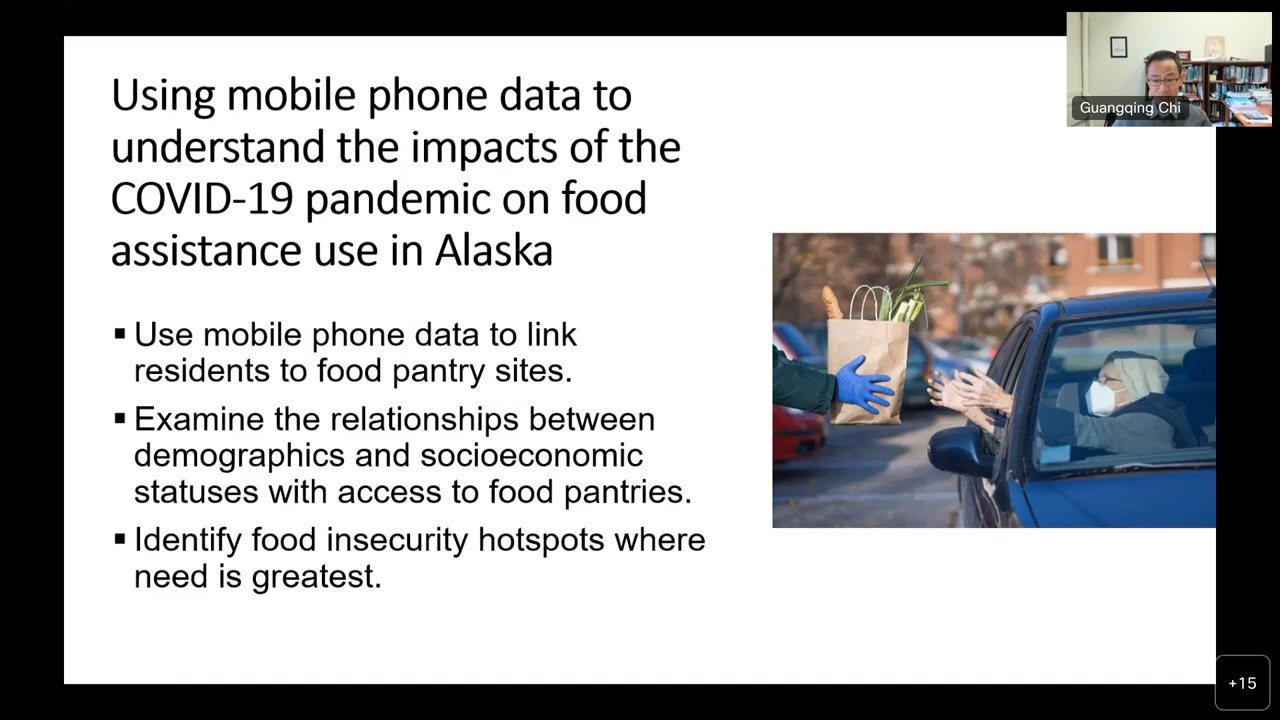 Using mobile phone data to
understand the impacts of the
COVID-19 pandemic on food
assistance use in Alaska
▪ Use mobile phone data to link
residents to food pantry sites.
▪ Examine the relationships between
demographics and socioeconomic
statuses with access to food pantries.
▪ Identify food insecurity hotspots where
need is greatest.
Guangqing Chi
+15